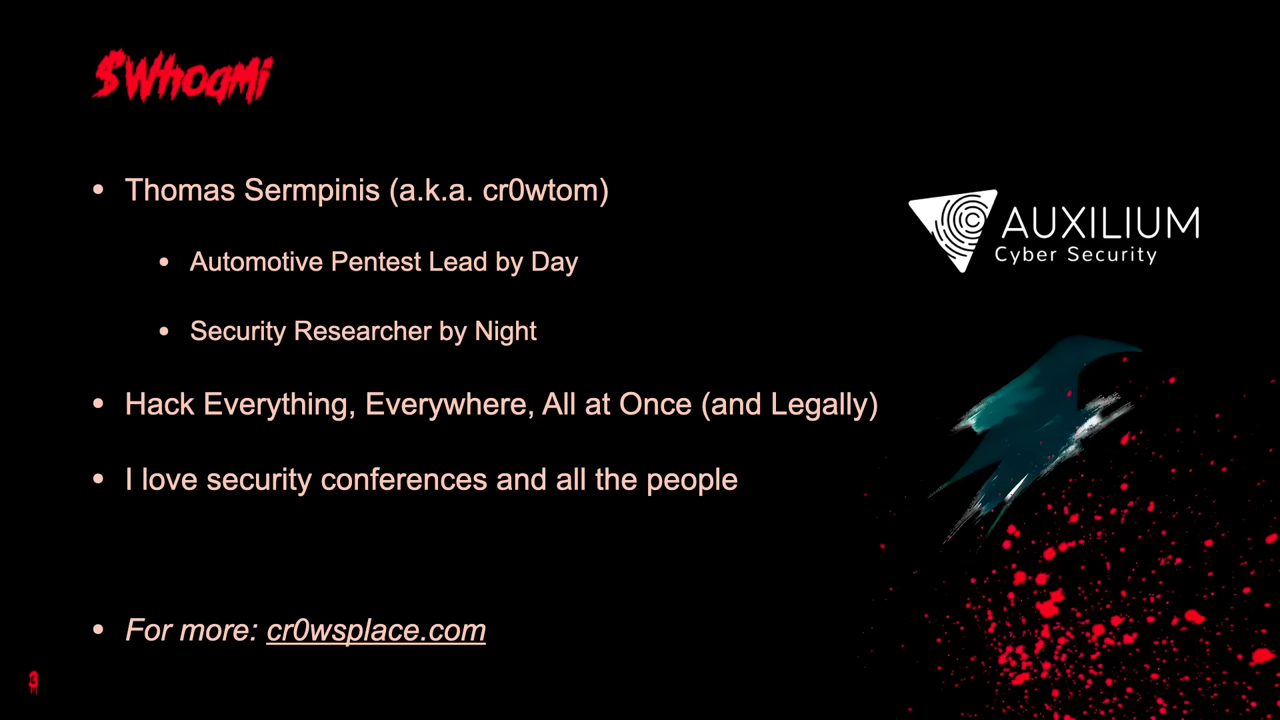 $Whoami
Thomas Sermpinis (a.k.a. cr0wtom)
Automotive Pentest Lead by Day
Security Researcher by Night
Hack Everything, Everywhere, All at Once (and Legally)
I love security conferences and all the people
For more: cr0wsplace.com
AUXILIUM
Cyber Security
3